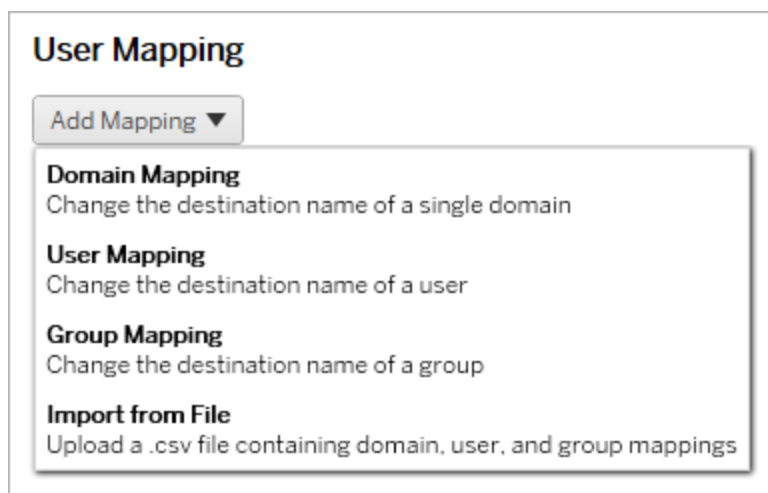 User Mapping
Add Mapping
Domain Mapping
Change the destination name of a single domain
User Mapping
Change the destination name of a user
Group Mapping
Change the destination name of a group
Import from File
Upload a .csv file containing domain, user, and group mappings